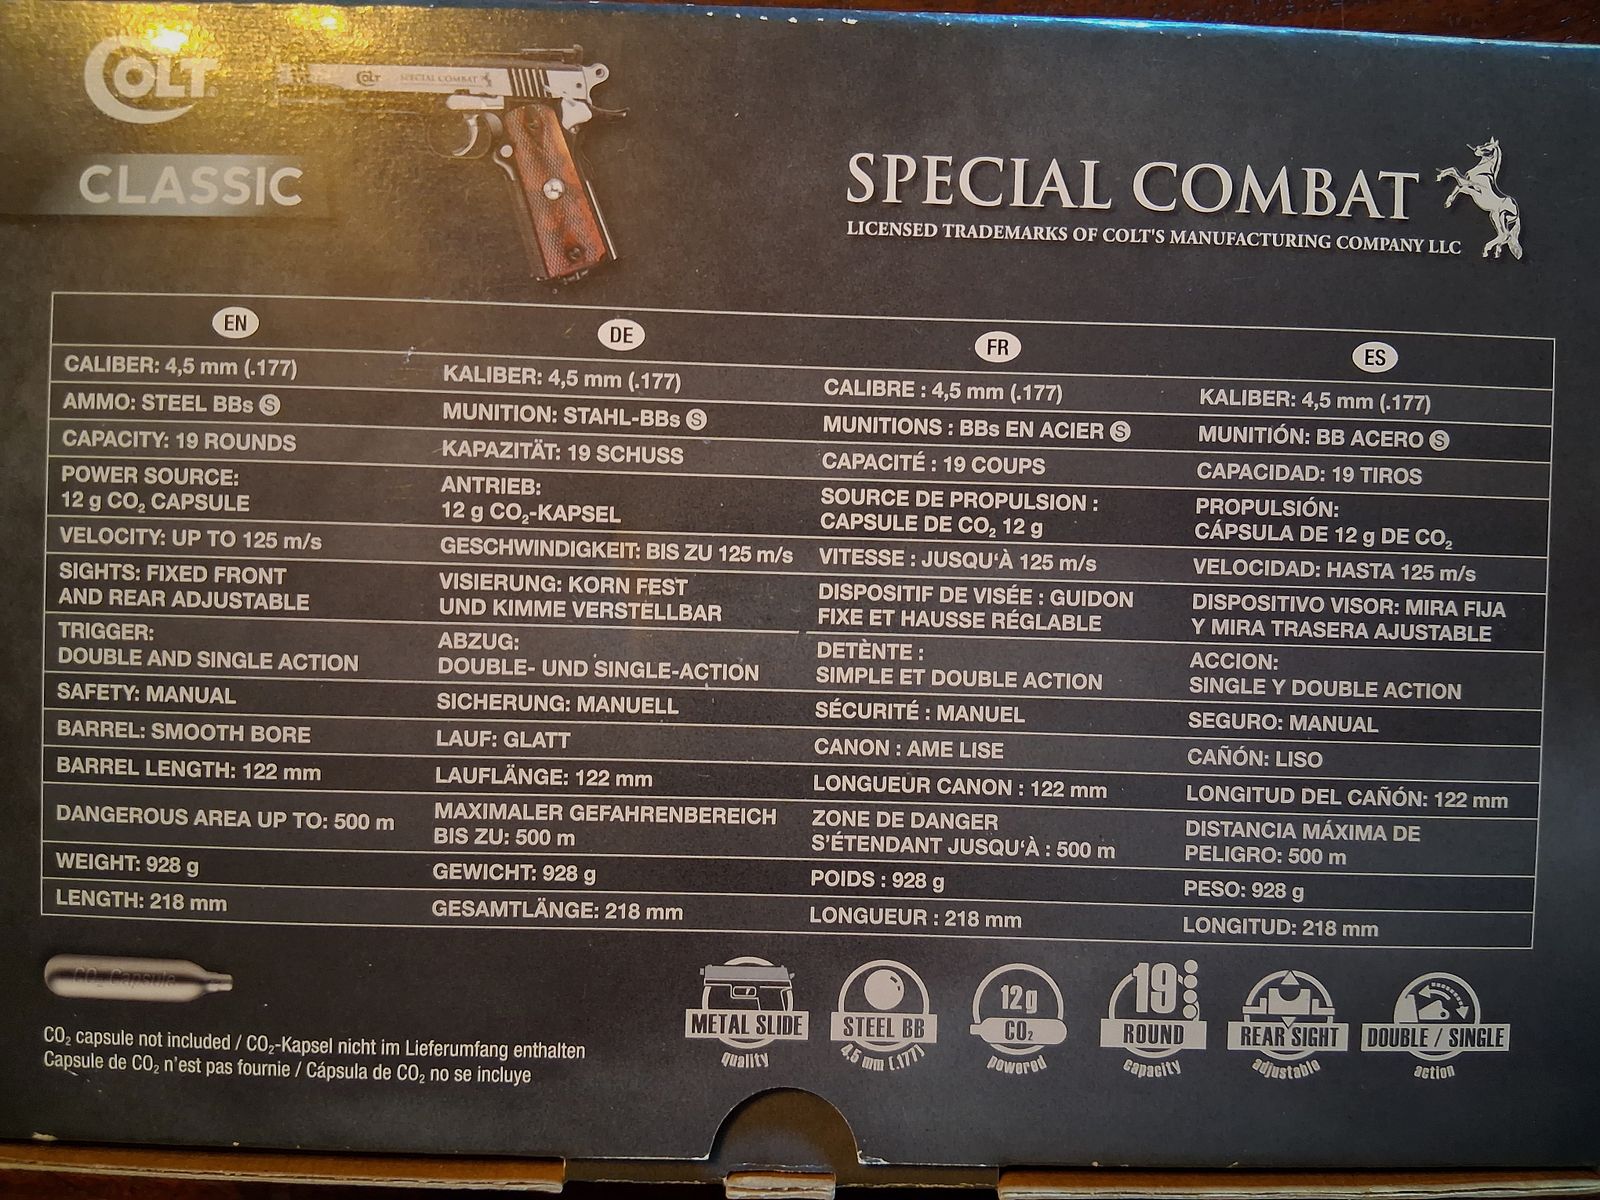 COLT
COLT SPECIAL COMBAT
CLASSIC
SPECIAL COMBAT
LICENSED TRADEMARKS OF COLT'S MANUFACTURING COMPANY LLC
EN
CALIBER: 4,5 mm (.177)
AMMO: STEEL BBs S
CAPACITY: 19 ROUNDS
POWER SOURCE:
12 g CO₂ CAPSULE
VELOCITY: UP TO 125 m/s
SIGHTS: FIXED FRONT
AND REAR ADJUSTABLE
TRIGGER:
DOUBLE AND SINGLE ACTION
SAFETY: MANUAL
BARREL: SMOOTH BORE
BARREL LENGTH: 122 mm
DANGEROUS AREA UP TO: 500 m
WEIGHT: 928 g
LENGTH: 218 mm
DE
KALIBER: 4,5 mm (.177)
MUNITION: STAHL-BBs S
KAPAZITÄT: 19 SCHUSS
ANTRIEB:
12 g CO₂-KAPSEL
GESCHWINDIGKEIT: BIS ZU 125 m/s
VISIERUNG: KORN FEST
UND KIMME VERSTELLBAR
ABZUG:
DOUBLE- UND SINGLE-ACTION
SICHERUNG: MANUELL
LAUF: GLATT
LAUFLÄNGE: 122 mm
MAXIMALER GEFAHRENBEREICH
BIS ZU: 500 m
GEWICHT: 928 g
GESAMTLÄNGE: 218 mm
FR
CALIBRE : 4,5 mm (.177)
MUNITIONS : BBs EN ACIER S
CAPACITÉ : 19 COUPS
SOURCE DE PROPULSION :
CAPSULE DE CO₂ 12 g
VITESSE : JUSQU'À 125 m/s
DISPOSITIF DE VISÉE : GUIDON
FIXE ET HAUSSE RÉGLABLE
DETÈNTE :
SIMPLE ET DOUBLE ACTION
SÉCURITÉ : MANUEL
CANON : AME LISE
LONGUEUR CANON : 122 mm
ZONE DE DANGER
S'ÉTENDANT JUSQU'À : 500 m
POIDS : 928 g
LONGUEUR : 218 mm
ES
KALIBER: 4,5 mm (.177)
MUNITIÓN: BB ACERO S
CAPACIDAD: 19 TIROS
PROPULSIÓN:
CÁPSULA DE 12 g DE CO₂
VELOCIDAD: HASTA 125 m/s
DISPOSITIVO VISOR: MIRA FIJA
Y MIRA TRASERA AJUSTABLE
ACCION:
SINGLE Y DOUBLE ACTION
SEGURO: MANUAL
CAÑÓN: LISO
LONGITUD DEL CAÑÓN: 122 mm
DISTANCIA MÁXIMA DE
PELIGRO: 500 m
PESO: 928 g
LONGITUD: 218 mm
CO₂ Capsule
CO₂ capsule not included / CO₂-Kapsel nicht im Lieferumfang enthalten
Capsule de CO₂ n'est pas fournie / Cápsula de CO₂ no se incluye
METAL SLIDE
quality
STEEL BB
4,5 mm (.177)
12g
CO₂
powered
19
ROUND
capacity
REAR SIGHT
adjustable
DOUBLE / SINGLE
action